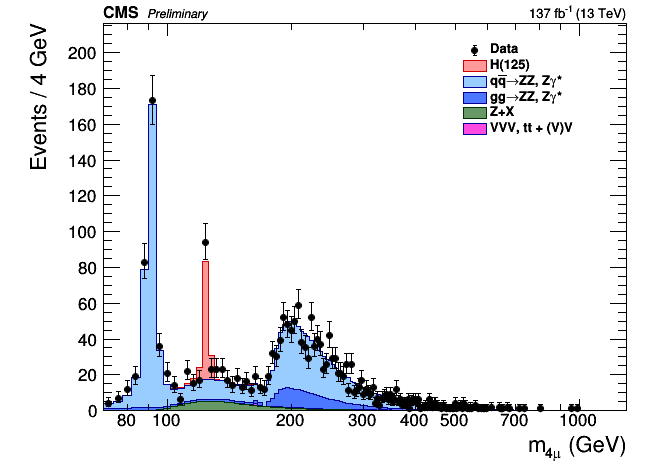 CMS Preliminary 137 fb⁻¹ (13 TeV)
Events / 4 GeV
200
180
160
140
120
100
80
60
40
20
0
Data
H(125)
qq̄→ZZ, Zγ*
gg→ZZ, Zγ*
Z+X
VVV, tt + (V)V
80 100 200 300 400 500 700 1000
m₄μ (GeV)